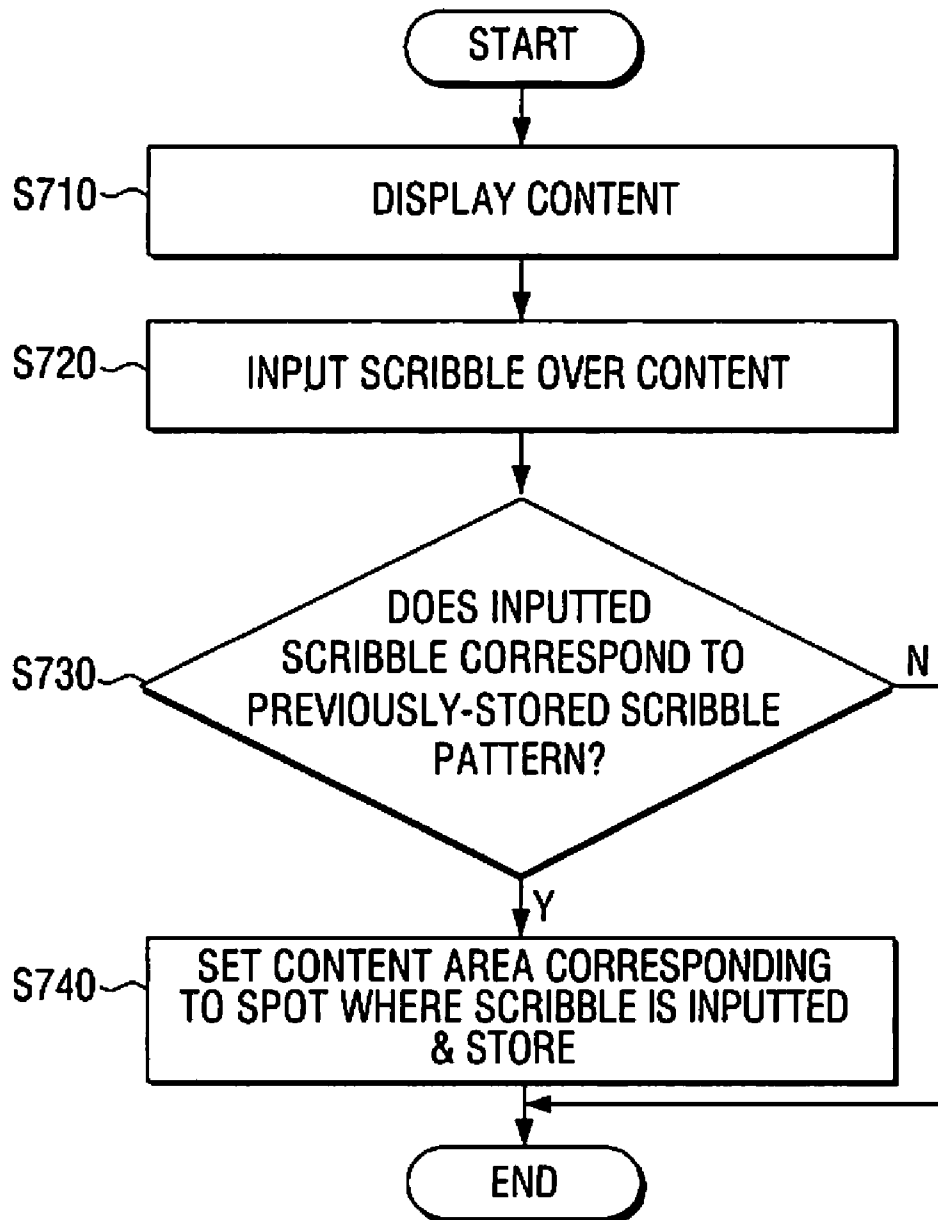 START
S710
DISPLAY CONTENT
S720
INPUT SCRIBBLE OVER CONTENT
S730
DOES INPUTTED
SCRIBBLE CORRESPOND TO
PREVIOUSLY-STORED SCRIBBLE
PATTERN?
N
Y
S740
SET CONTENT AREA CORRESPONDING
TO SPOT WHERE SCRIBBLE IS INPUTTED
& STORE
END